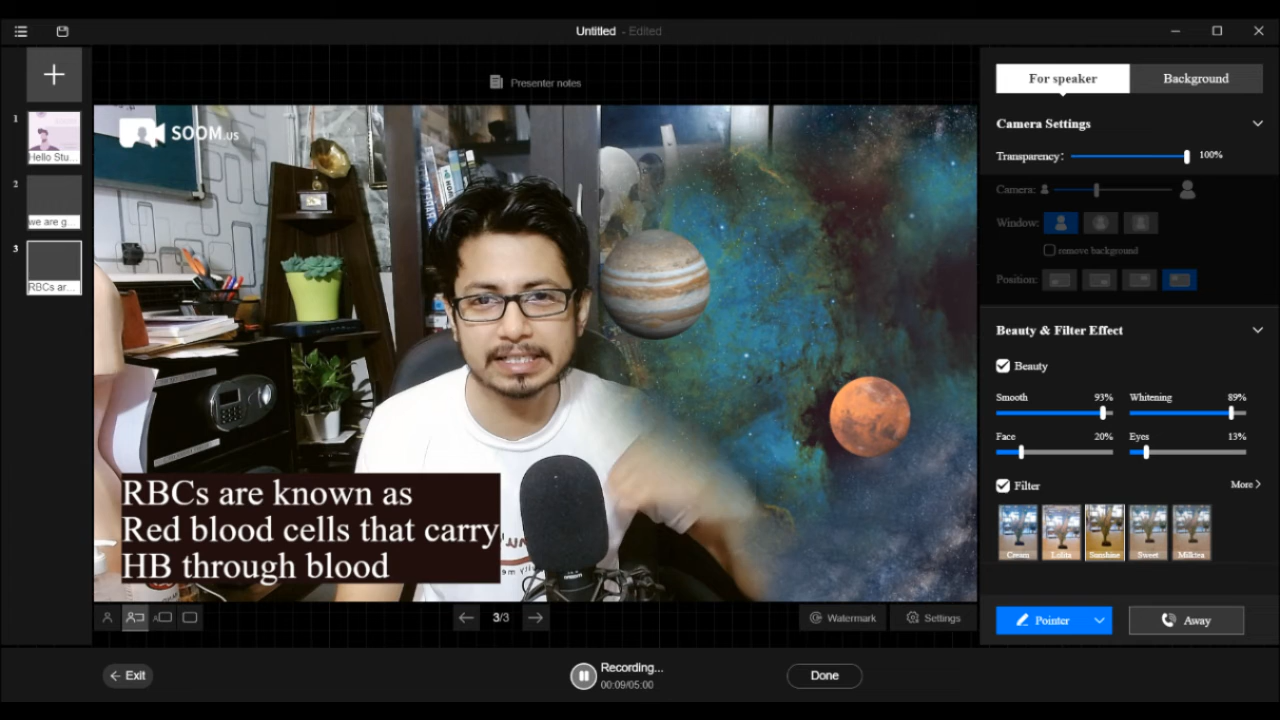 Untitled - Edited
Presenter notes
1
Hello Stu...
2
we are g...
3
RBCs ar...
SOOM.us
RBCs are known as
Red blood cells that carry
HB through blood
3/3
Watermark
Settings
Exit
Recording...
00:09/05:00
Done
For speaker
Background
Camera Settings
Transparency: 100%
Camera:
Window:
remove background
Position:
Beauty & Filter Effect
Beauty
Smooth 93% Whitening 89%
Face 20% Eyes 13%
Filter More
Cream Lolita Sunshine Sweet Milktea
Pointer
Away